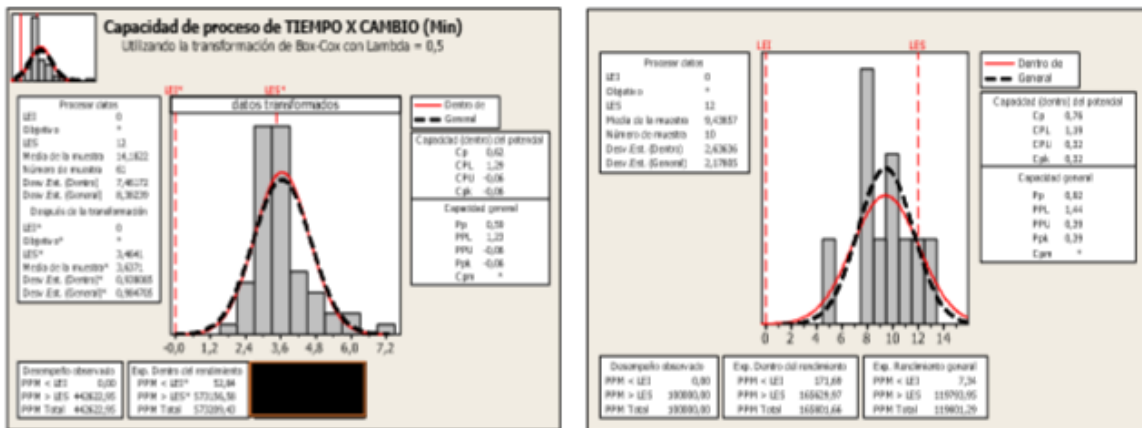 Capacidad de proceso de TIEMPO X CAMBIO (Min)
Utilizando la transformación de Box-Cox con Lambda = 0,5
LEI*
LES*
datos transformados
Procesar datos
LEI 0
Objetivo *
LES 12
Media de la muestra 14,1822
Número de muestra 61
Desv.Est. (Dentro) 7,46172
Desv.Est. (General) 8,38239
Después de la transformación
LEI* 0
Objetivo* *
LES* 3,4641
Media de la muestra* 3,6371
Desv.Est. (Dentro)*
Desv.Est. (General)*
Dentro de
General
Capacidad (dentro) del potencial
Cp 0,62
CPL 1,29
CPU -0,06
Cpk -0,06
Capacidad general
Pp 0,59
PPL 1,23
PPU -0,06
Ppk -0,06
Cpm *
-0,0 1,2 2,4 3,6 4,8 6,0 7,2
Desempeño observado
PPM < LEI 0,00
PPM > LES 442622,95
PPM Total 442622,95
Exp. Dentro del rendimiento
PPM < LEI* 52,84
PPM > LES* 573156,58
PPM Total 573209,43
LEI
LES
Procesar datos
LEI 0
Objetivo *
LES 12
Media de la muestra 9,43857
Número de muestra 10
Desv.Est. (Dentro) 2,63636
Desv.Est. (General) 2,17805
Dentro de
General
Capacidad (dentro) del potencial
Cp 0,76
CPL 1,19
CPU 0,32
Cpk 0,32
Capacidad general
Pp
PPL 1,44
PPU 0,39
Ppk 0,39
Cpm *
0 2 4 6 8 10 12 14
Desempeño observado
PPM < LEI 0,00
PPM > LES 100000,00
PPM Total 100000,00
Exp. Dentro del rendimiento
PPM < LEI 171,69
PPM > LES 165629,97
PPM Total 165801,66
Exp. Rendimiento general
PPM < LEI 7,34
PPM > LES 119793,95
PPM Total 119801,29